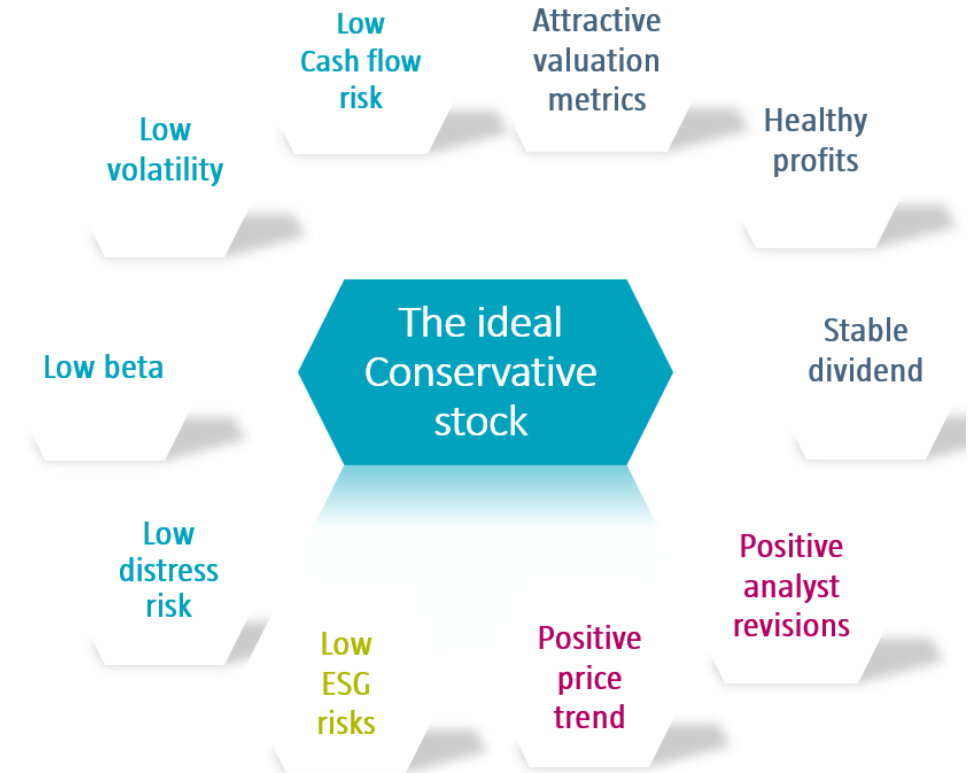 Low
Cash flow
risk
Attractive
valuation
metrics
Healthy
profits
Low
volatility
The ideal
Conservative
stock
Stable
dividend
Low beta
Low
distress
risk
Positive
analyst
revisions
Low
ESG
risks
Positive
price
trend